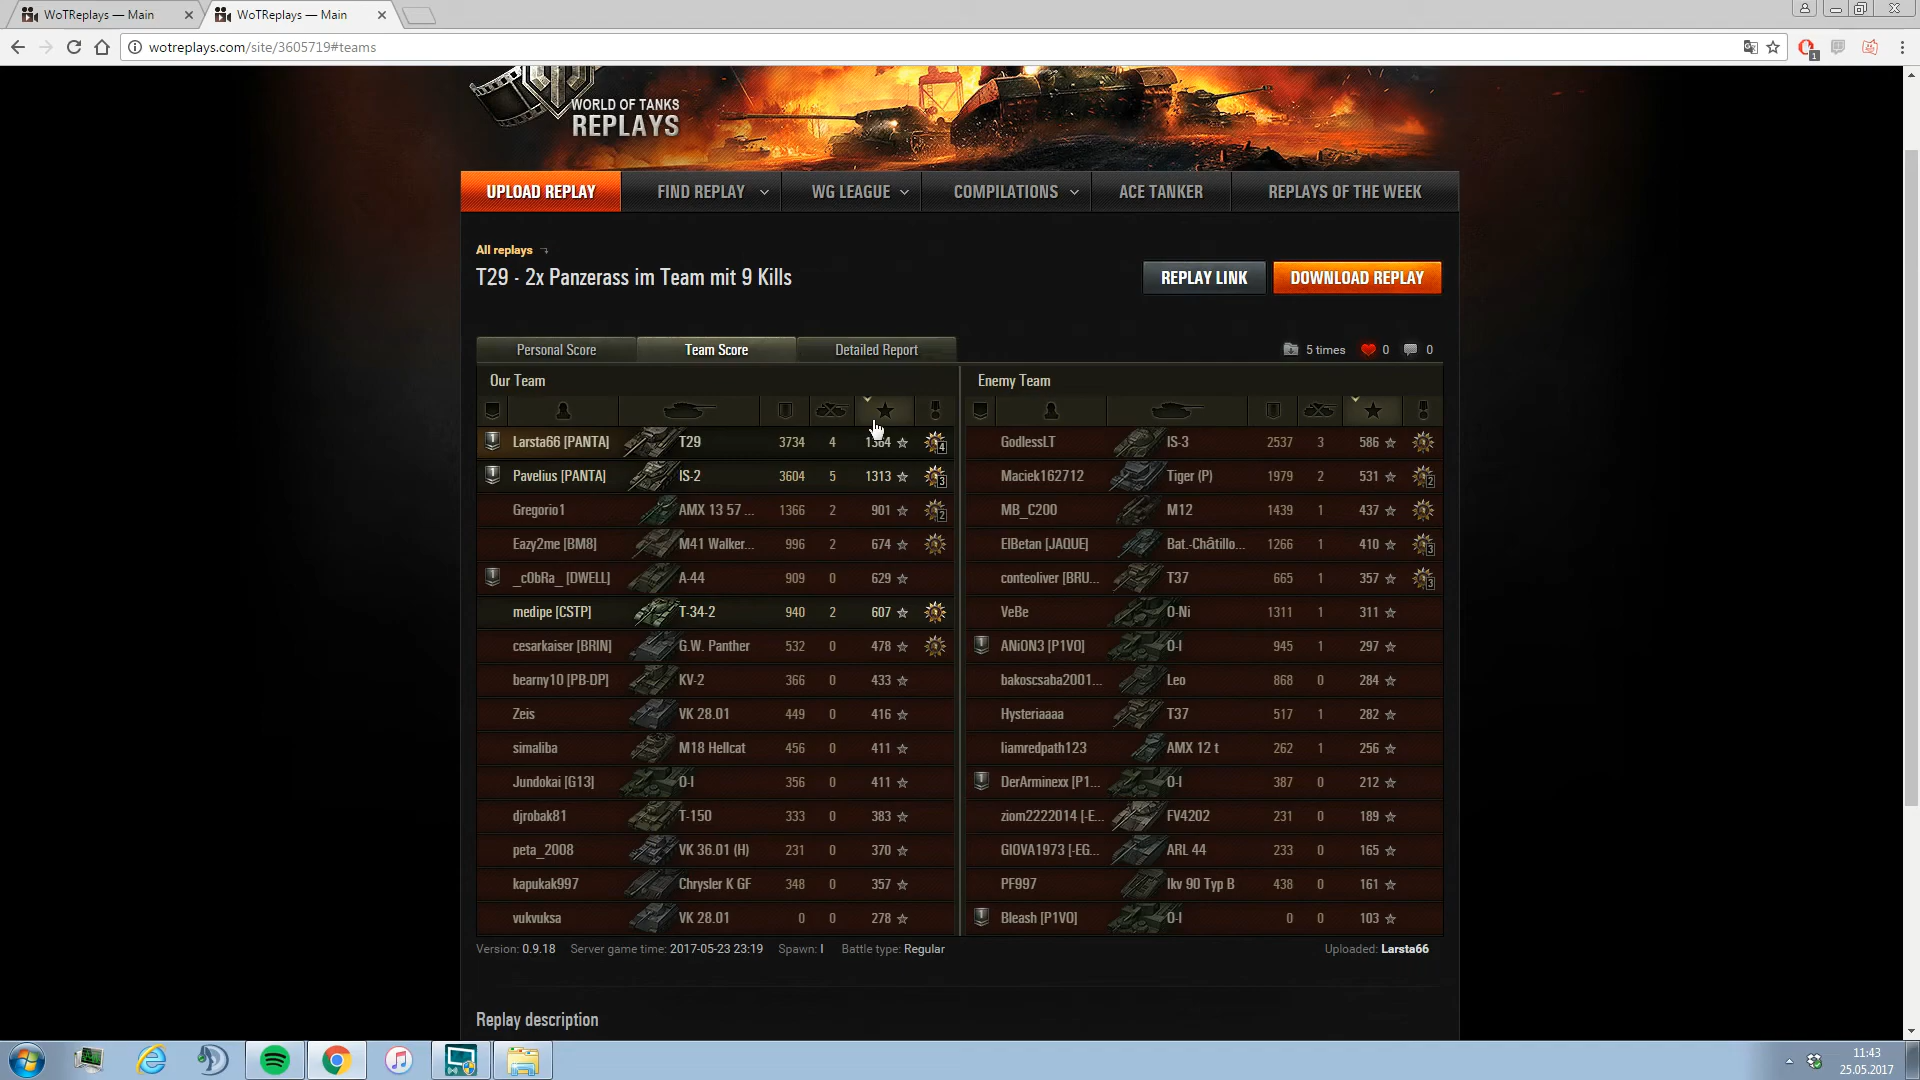 WoTReplays — Main
WoTReplays — Main
wotreplays.com/site/3605719#teams
1
WORLD OF TANKS
REPLAYS
UPLOAD REPLAY FIND REPLAY WG LEAGUE COMPILATIONS ACE TANKER REPLAYS OF THE WEEK
All replays
T29 - 2x Panzerass im Team mit 9 Kills
REPLAY LINK DOWNLOAD REPLAY
Personal Score Team Score Detailed Report 5 times 0 0
Our Team Enemy Team
Larsta66 [PANTA] T29 3734 4 1364 4 GodlessLT IS-3 2537 3 586
Pavelius [PANTA] IS-2 3604 5 1313 3 Maciek162712 Tiger (P) 1979 2 531 2
Gregorio1 AMX 13 57 ... 1366 2 901 2 MB_C200 M12 1439 1 437
Eazy2me [BM8] M41 Walker... 996 2 674 ElBetan [JAQUE] Bat.-Châtillo... 1266 1 410 3
_c0bRa_ [DWELL] A-44 909 0 629 conteoliver [BRU... T37 665 1 357 3
medipe [CSTP] T-34-2 940 2 607 VeBe O-Ni 1311 1 311
cesarkaiser [BRIN] G.W. Panther 532 0 478 ANiON3 [P1VO] O-I 945 1 297
bearny10 [PB-DP] KV-2 366 0 433 bakoscsaba2001... Leo 868 0 284
Zeis VK 28.01 449 0 416 Hysteriaaaa T37 517 1 282
simaliba M18 Hellcat 456 0 411 liamredpath123 AMX 12 t 262 1 256
Jundokai [G13] O-I 356 0 411 DerArminexx [P1... O-I 387 0 212
djrobak81 T-150 333 0 383 ziom2222014 [-E... FV4202 231 0 189
peta_2008 VK 36.01 (H) 231 0 370 GIOVA1973 [-EG... ARL 44 233 0 165
kapukak997 Chrysler K GF 348 0 357 PF997 Ikv 90 Typ B 438 0 161
vukvuksa VK 28.01 0 0 278 Bleash [P1VO] O-I 0 0 103
Version: 0.9.18 Server game time: 2017-05-23 23:19 Spawn: I Battle type: Regular Uploaded: Larsta66
Replay description
11:43
25.05.2017